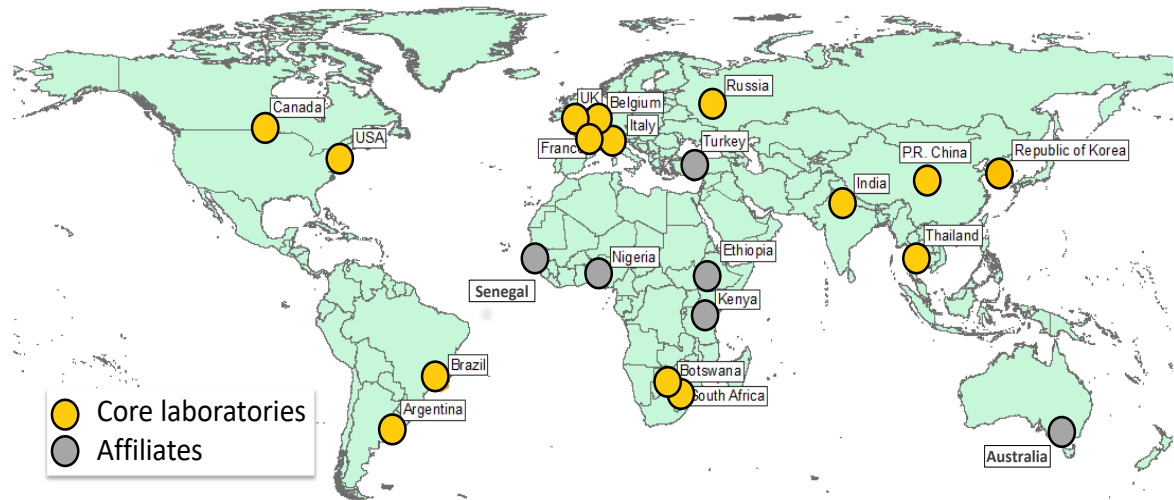 Canada
USA
UK
Belgium
Russia
France
Italy
Turkey
P.R. China
Republic of Korea
India
Thailand
Senegal
Nigeria
Ethiopia
Kenya
Brazil
Argentina
Botswana
South Africa
Australia
Core laboratories
Affiliates